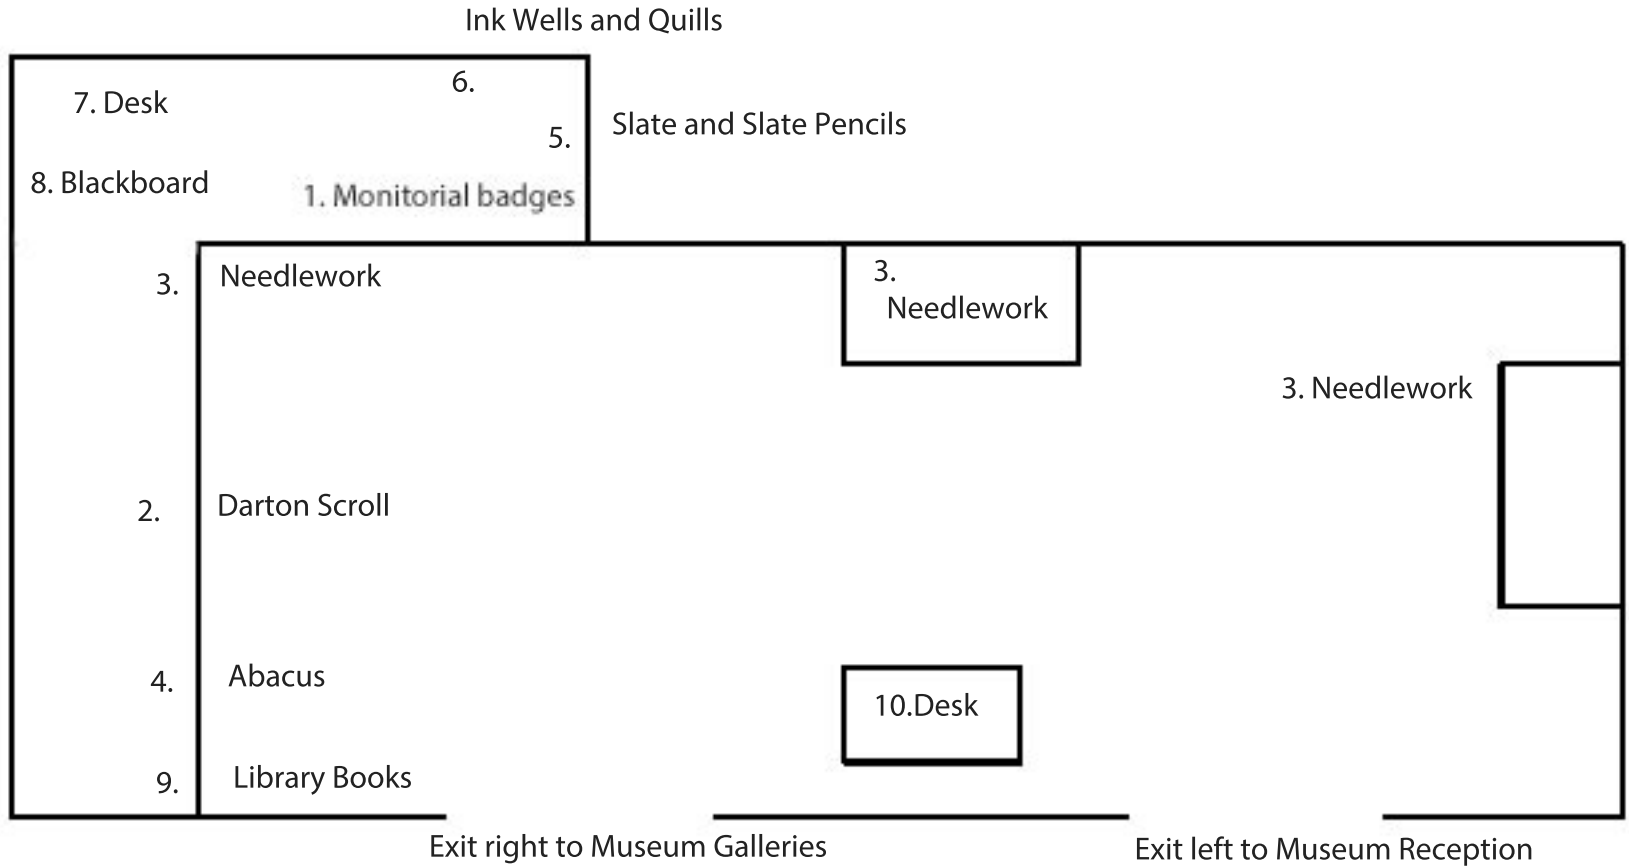 Ink Wells and Quills
6.
7. Desk
5.
Slate and Slate Pencils
8. Blackboard
1. Monitorial badges
3.
Needlework
3.
Needlework
3. Needlework
2.
Darton Scroll
4.
Abacus
10.Desk
9.
Library Books
Exit right to Museum Galleries
Exit left to Museum Reception